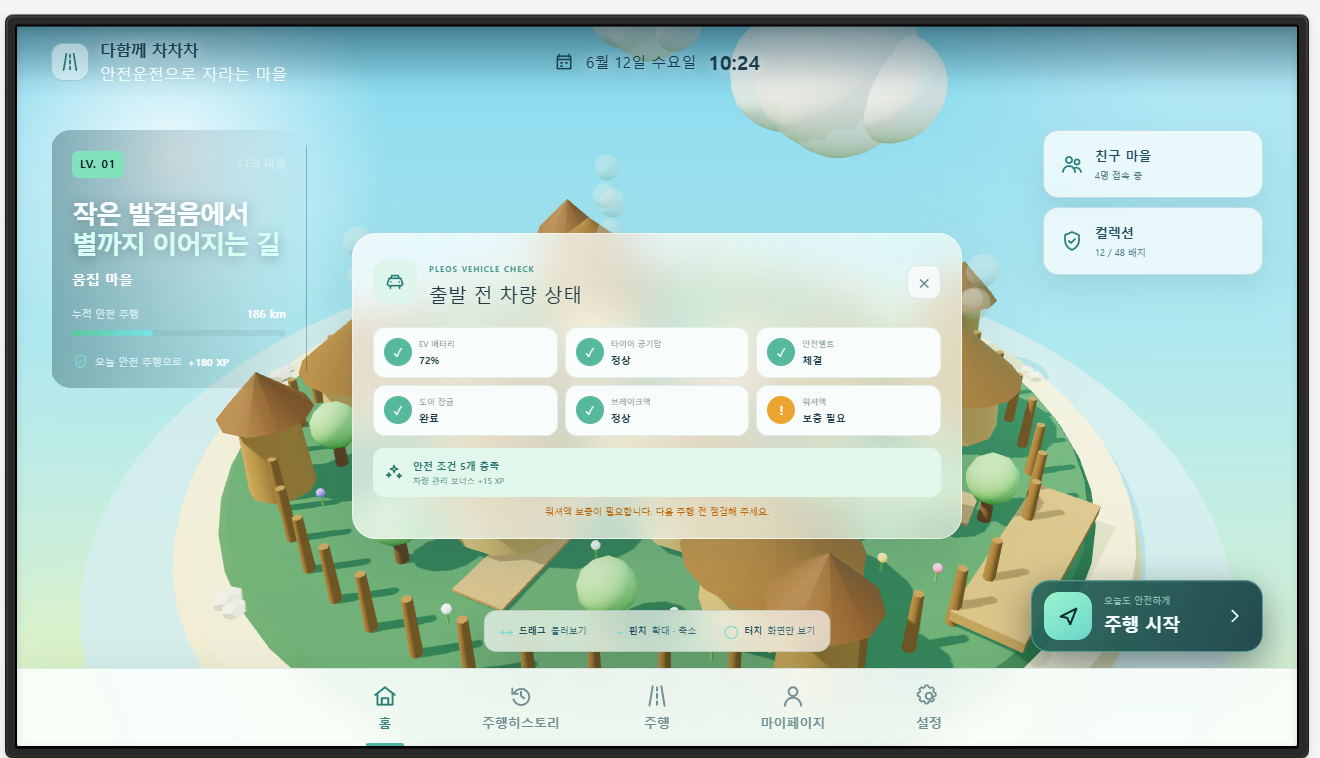 다함께 차차차
안전운전으로 자라는 마을
6월 12일 수요일 10:24
LV. 01
나의 마을
작은 발걸음에서
별까지 이어지는 길
움집 마을
누적 안전 주행 186 km
오늘 안전 주행으로 +180 XP
친구 마을
4명 접속 중
컬렉션
12 / 48 배지
PLEOS VEHICLE CHECK
출발 전 차량 상태
EV 배터리
72%
타이어 공기압
정상
안전벨트
체결
도어 잠금
완료
브레이크액
정상
워셔액
보충 필요
안전 조건 5개 충족
차량 관리 보너스 +15 XP
워셔액 보충이 필요합니다. 다음 주행 전 점검해 주세요.
드래그 둘러보기 핀치 확대 · 축소 터치 화면만 보기
오늘도 안전하게
주행 시작
홈
주행히스토리
주행
마이페이지
설정